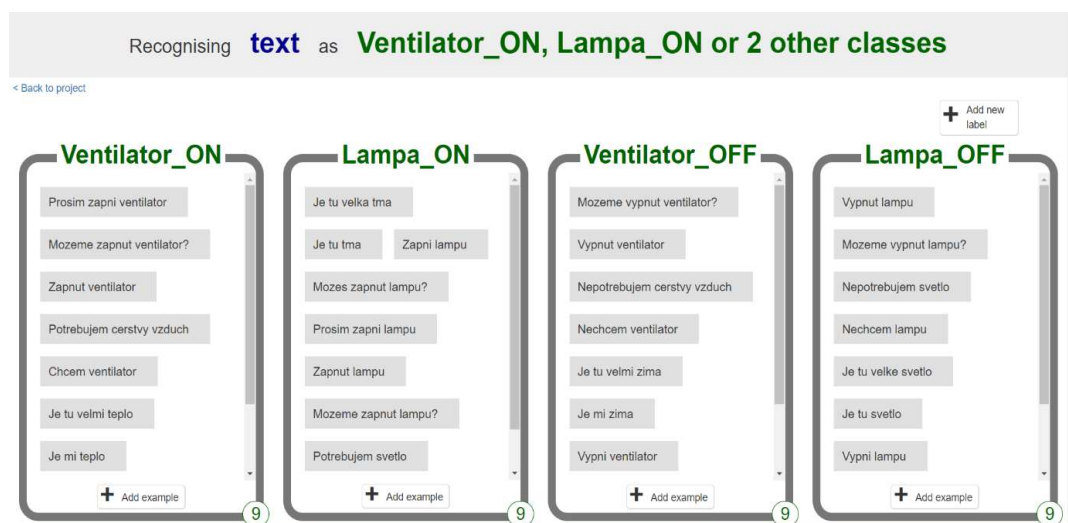 Recognising text as Ventilator_ON, Lampa_ON or 2 other classes
< Back to project
+ Add new
label
Ventilator_ON
Prosim zapni ventilator
Mozeme zapnut ventilator?
Zapnut ventilator
Potrebujem cerstvy vzduch
Chcem ventilator
Je tu velmi teplo
Je mi teplo
+ Add example
9
Lampa_ON
Je tu velka tma
Je tu tma Zapni lampu
Mozes zapnut lampu?
Prosim zapni lampu
Zapnut lampu
Mozeme zapnut lampu?
Potrebujem svetlo
+ Add example
9
Ventilator_OFF
Mozeme vypnut ventilator?
Vypnut ventilator
Nepotrebujem cerstvy vzduch
Nechcem ventilator
Je tu velmi zima
Je mi zima
Vypni ventilator
+ Add example
9
Lampa_OFF
Vypnut lampu
Mozeme vypnut lampu?
Nepotrebujem svetlo
Nechcem lampu
Je tu velke svetlo
Je tu svetlo
Vypni lampu
+ Add example
9